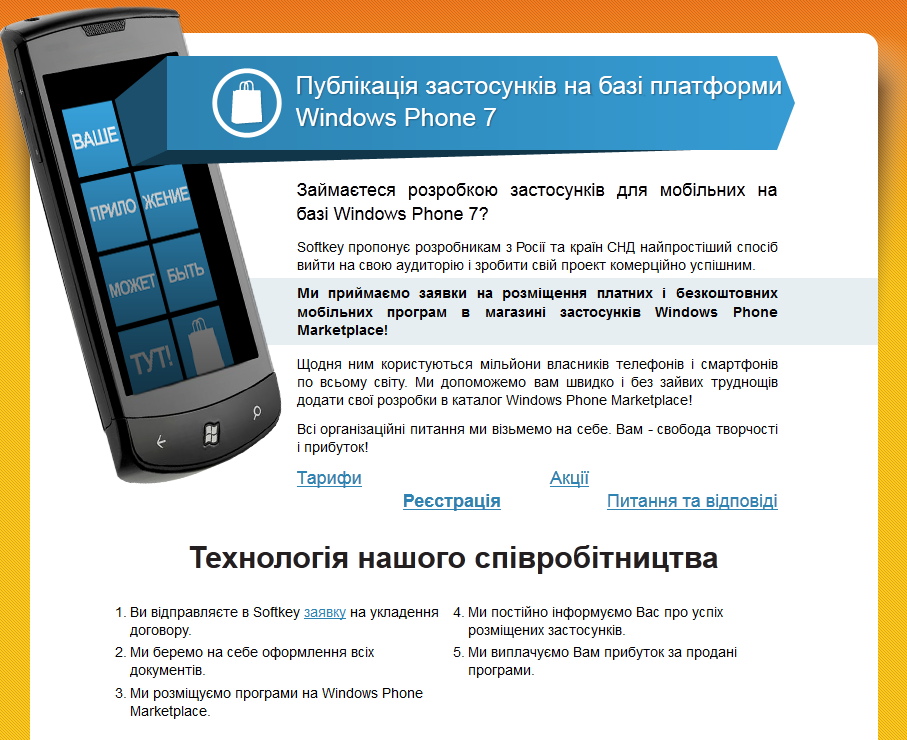 Публікація застосунків на базі платформи
Windows Phone 7
ВАШЕ
ПРИЛО
ЖЕНИЕ
МОЖЕТ
БЫТЬ
ТУТ!
Займаєтеся розробкою застосунків для мобільних на
базі Windows Phone 7?
Softkey пропонує розробникам з Росії та країн СНД найпростіший спосіб
вийти на свою аудиторію і зробити свій проект комерційно успішним.
Ми приймаємо заявки на розміщення платних і безкоштовних
мобільних програм в магазині застосунків Windows Phone
Marketplace!
Щодня ним користуються мільйони власників телефонів і смартфонів
по всьому світу. Ми допоможемо вам швидко і без зайвих труднощів
додати свої розробки в каталог Windows Phone Marketplace!
Всі організаційні питання ми візьмемо на себе. Вам - свобода творчості
і прибуток!
Тарифи
Акції
Реєстрація
Питання та відповіді
Технологія нашого співробітництва
1. Ви відправляєте в Softkey заявку на укладення
договору.
2. Ми беремо на себе оформлення всіх
документів.
3. Ми розміщуємо програми на Windows Phone
Marketplace.
4. Ми постійно інформуємо Вас про успіх
розміщених застосунків.
5. Ми виплачуємо Вам прибуток за продані
програми.